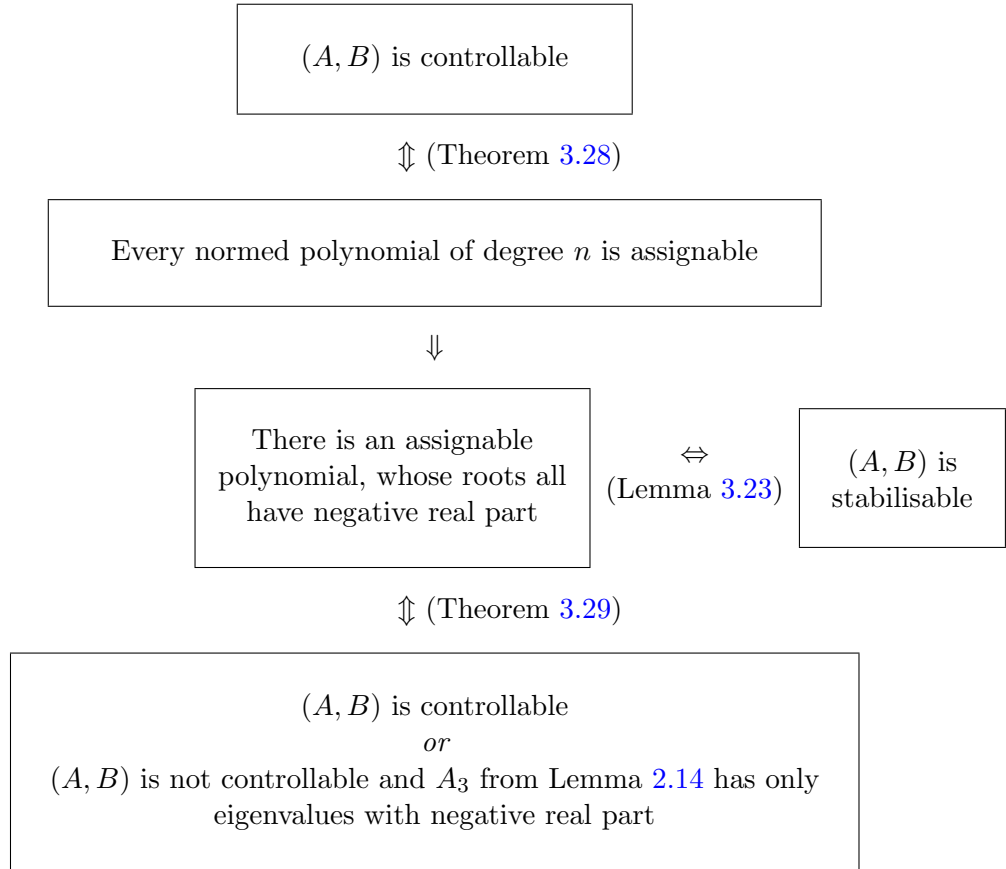 (A, B) is controllable
⇕ (Theorem 3.28)
Every normed polynomial of degree n is assignable
⇓
There is an assignable
polynomial, whose roots all
have negative real part
⇔
(Lemma 3.23)
(A, B) is
stabilisable
⇕ (Theorem 3.29)
(A, B) is controllable
or
(A, B) is not controllable and A₃ from Lemma 2.14 has only
eigenvalues with negative real part